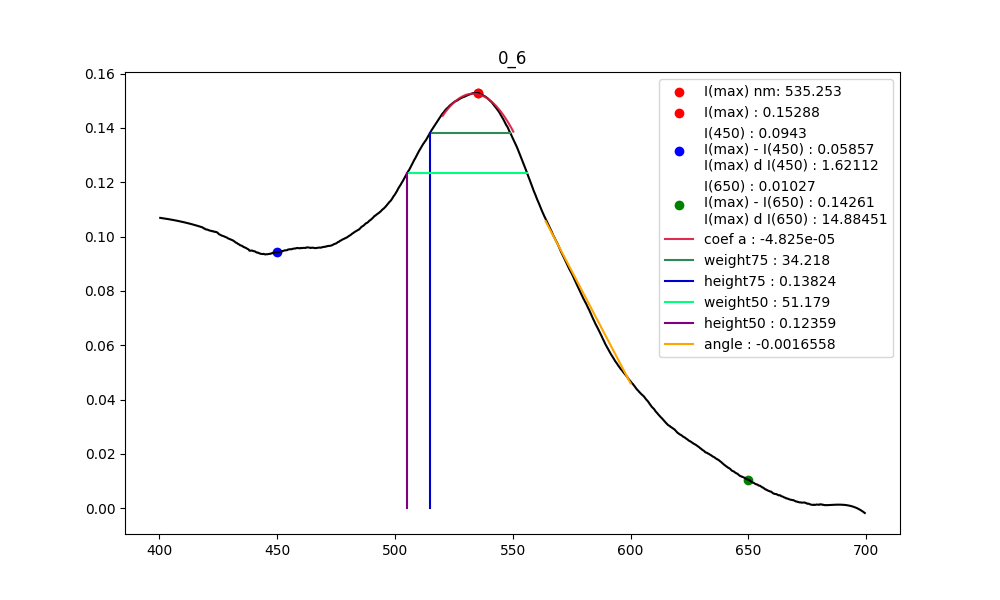 0_6
0.16
0.14
0.12
0.10
0.08
0.06
0.04
0.02
0.00
400
450
500
550
600
650
700
I(max) nm: 535.253
I(max) : 0.15288
I(450) : 0.0943
I(max) - I(450) : 0.05857
I(max) d I(450) : 1.62112
I(650) : 0.01027
I(max) - I(650) : 0.14261
I(max) d I(650) : 14.88451
coef a : -4.825e-05
weight75 : 34.218
height75 : 0.13824
weight50 : 51.179
height50 : 0.12359
angle : -0.0016558